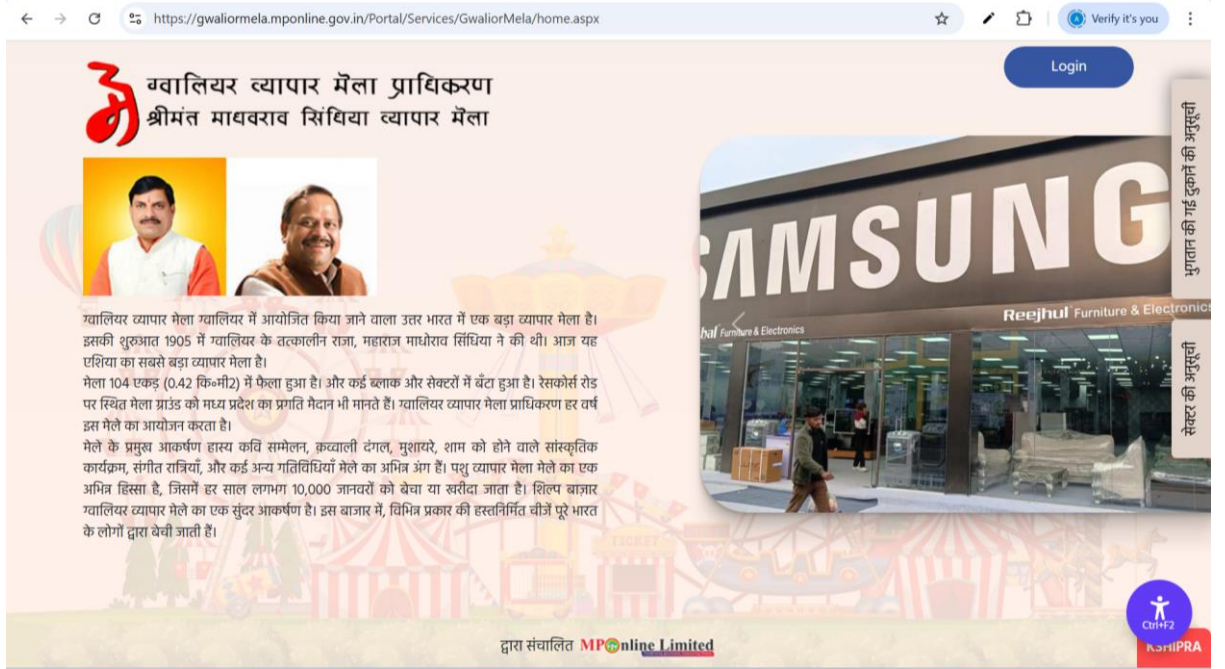 https://gwaliormela.mponline.gov.in/Portal/Services/GwaliorMela/home.aspx
Verify it's you
Login
ग्वालियर व्यापार मेला प्राधिकरण
श्रीमंत माधवराव सिंधिया व्यापार मेला
SAMSUNG
Reejhul Furniture & Electronics
hal Furniture & Electronics
भुगतान की गई दुकानें की अनुसूची
सेक्टर की अनुसूची
ग्वालियर व्यापार मेला ग्वालियर में आयोजित किया जाने वाला उत्तर भारत में एक बड़ा व्यापार मेला है।
इसकी शुरुआत 1905 में ग्वालियर के तत्कालीन राजा, महाराज माधोराव सिंधिया ने की थी। आज यह
एशिया का सबसे बड़ा व्यापार मेला है।
मेला 104 एकड़ (0.42 कि॰मी2) में फैला हुआ है। और कई ब्लाक और सेक्टरों में बँटा हुआ है। रेसकोर्स रोड
पर स्थित मेला ग्राउंड को मध्य प्रदेश का प्रगति मैदान भी मानते हैं। ग्वालियर व्यापार मेला प्राधिकरण हर वर्ष
इस मेले का आयोजन करता है।
मेले के प्रमुख आकर्षण हास्य कवि सम्मेलन, क़व्वाली दंगल, मुशायरे, शाम को होने वाले सांस्कृतिक
कार्यक्रम, संगीत रात्रियाँ, और कई अन्य गतिविधियाँ मेले का अभिन्न अंग हैं। पशु व्यापार मेला मेले का एक
अभिन्न हिस्सा है, जिसमें हर साल लगभग 10,000 जानवरों को बेचा या खरीदा जाता है। शिल्प बाज़ार
ग्वालियर व्यापार मेले का एक सुंदर आकर्षण है। इस बाजार में, विभिन्न प्रकार की हस्तनिर्मित चीजें पूरे भारत
के लोगों द्वारा बेची जाती हैं।
TICKET
Ctrl+F2
KSHIPRA
द्वारा संचालित MPOnline Limited